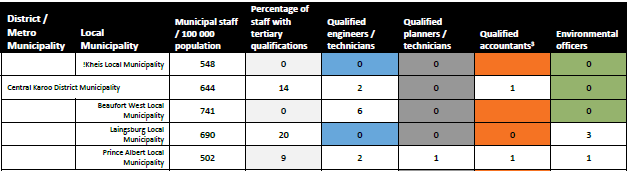 District / Metro Municipality Local Municipality Municipal staff / 100 000 population Percentage of staff with tertiary qualifications Qualified engineers / technicians Qualified planners / technicians Qualified accountants⁸ Environmental officers
!Kheis Local Municipality 548 0 0 0 0
Central Karoo District Municipality 644 14 2 1 0
Beaufort West Local Municipality 741 0 6 0
Laingsburg Local Municipality 690 20 0 0 0 3
Prince Albert Local Municipality 502 9 2 1 1 1